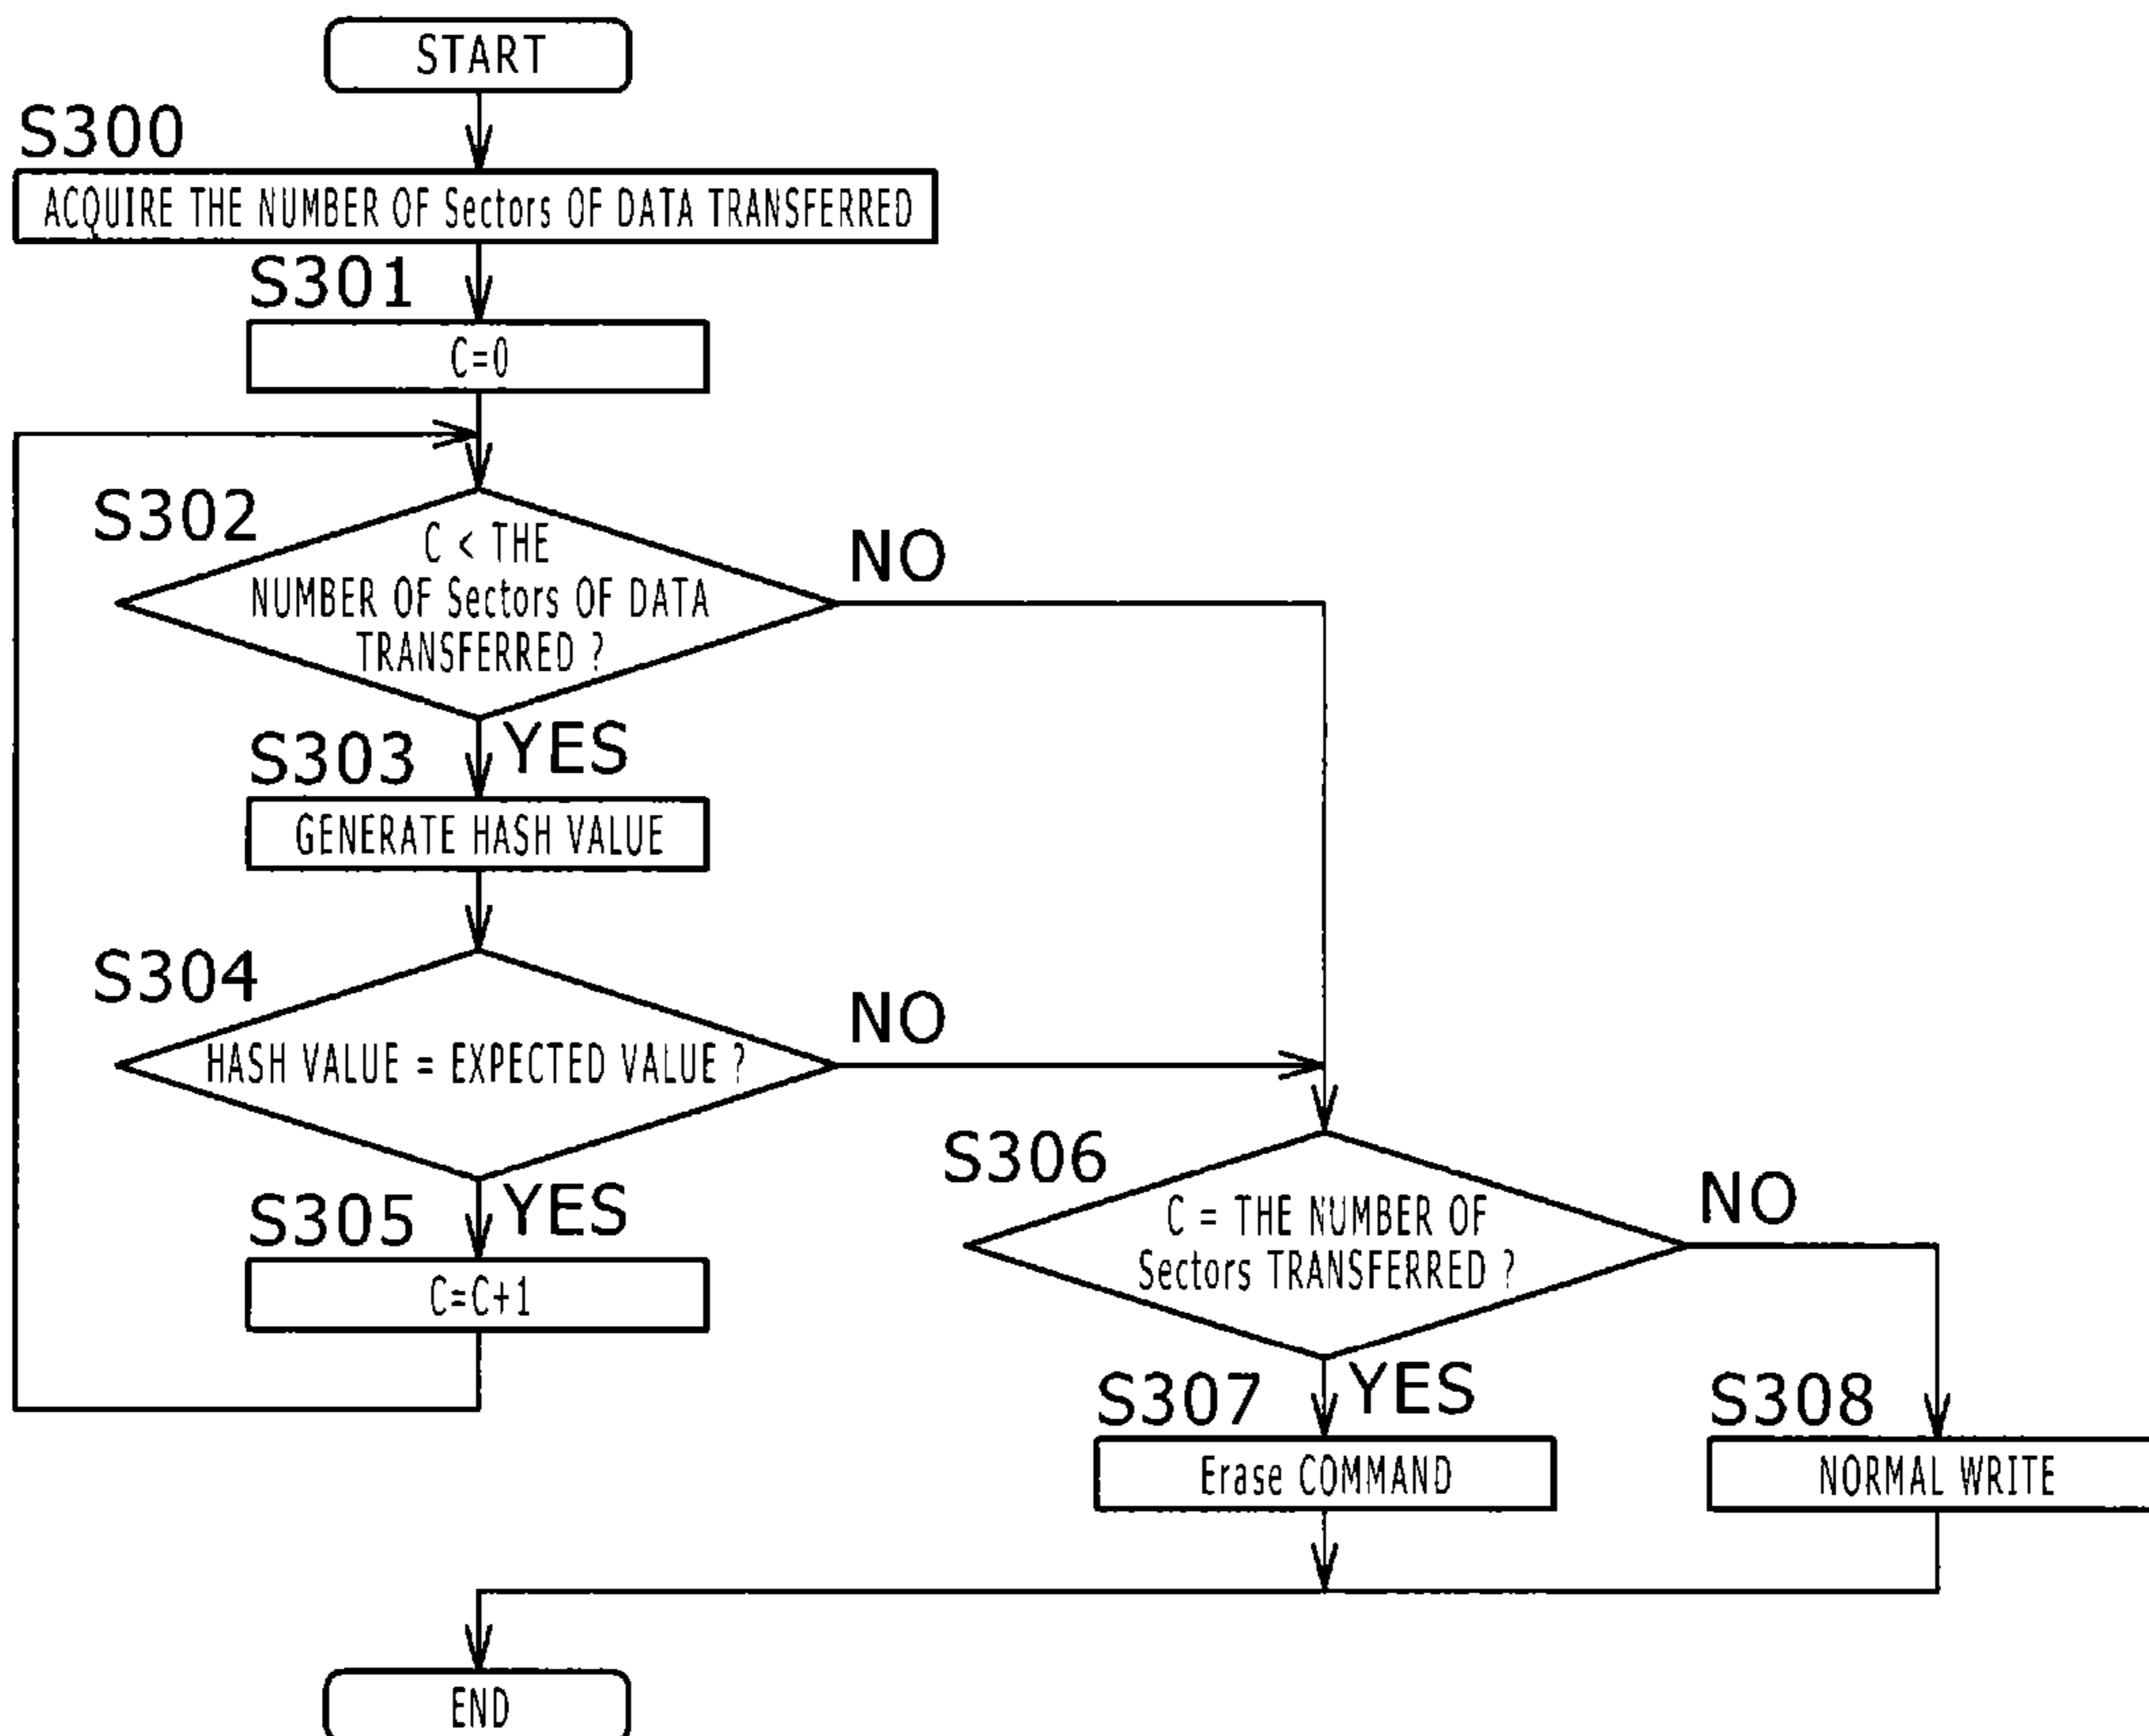 START
S300
ACQUIRE THE NUMBER OF Sectors OF DATA TRANSFERRED
S301
C=0
S302
C < THE
NUMBER OF Sectors OF DATA
TRANSFERRED ?
NO
YES
S303
GENERATE HASH VALUE
S304
HASH VALUE = EXPECTED VALUE ?
NO
YES
S305
C=C+1
S306
C = THE NUMBER OF
Sectors TRANSFERRED ?
NO
YES
S307
Erase COMMAND
S308
NORMAL WRITE
END